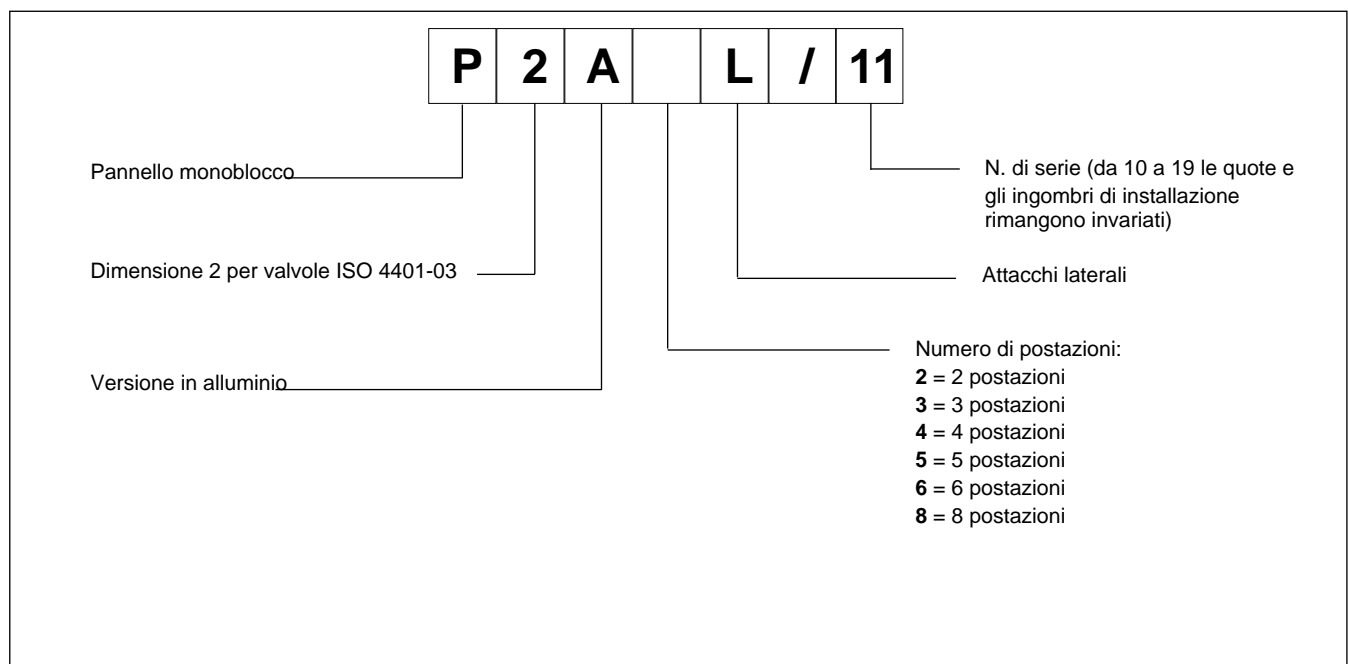 P 2 A L / 11
Pannello monoblocco
N. di serie (da 10 a 19 le quote e
gli ingombri di installazione
rimangono invariati)
Dimensione 2 per valvole ISO 4401-03
Attacchi laterali
Versione in alluminio
Numero di postazioni:
2 = 2 postazioni
3 = 3 postazioni
4 = 4 postazioni
5 = 5 postazioni
6 = 6 postazioni
8 = 8 postazioni